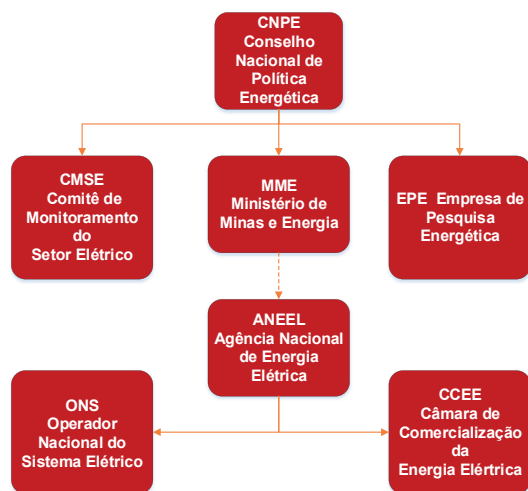 CNPE
Conselho
Nacional de
Política
Energética
CMSE
Comitê de
Monitoramento
do
Setor Elétrico
MME
Ministério de
Minas e Energia
EPE Empresa de
Pesquisa
Energética
ANEEL
Agência Nacional
de Energia
Elétrica
ONS
Operador
Nacional do
Sistema Elétrico
CCEE
Câmara de
Comercialização
da
Energia Elértrica